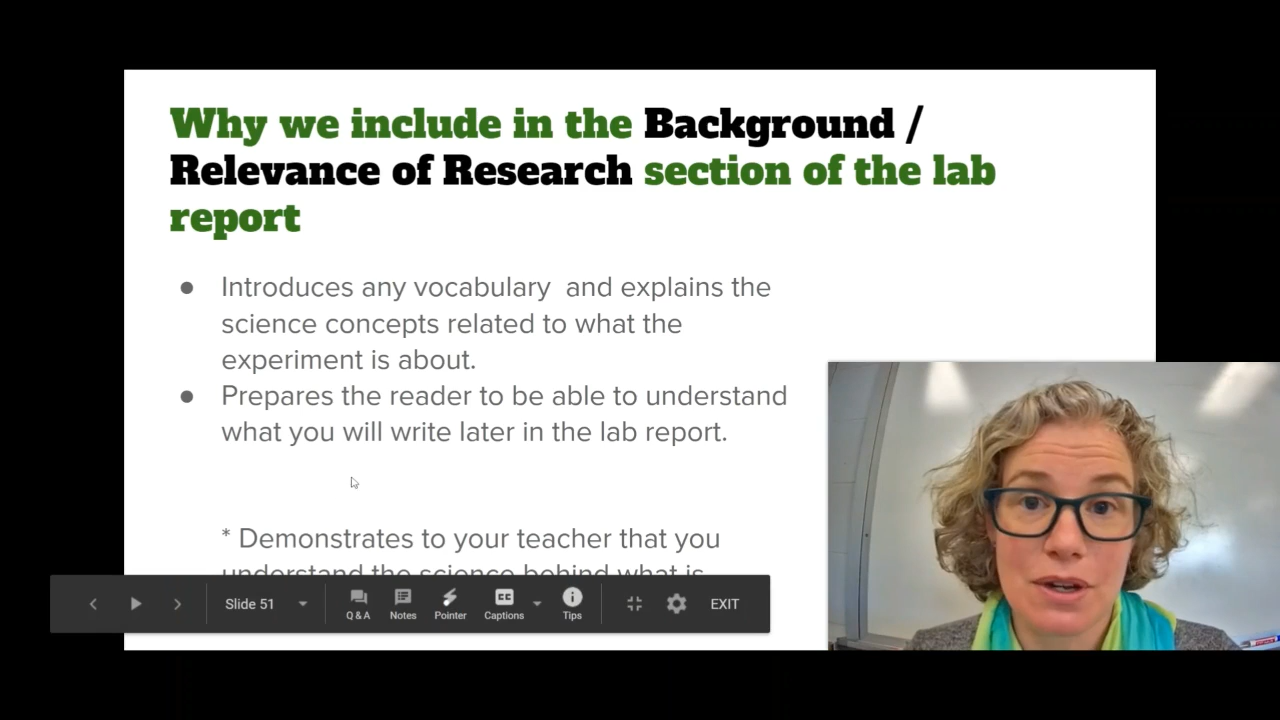 Why we include in the Background /
Relevance of Research section of the lab
report
● Introduces any vocabulary  and explains the
science concepts related to what the
experiment is about.
● Prepares the reader to be able to understand
what you will write later in the lab report.
* Demonstrates to your teacher that you
understand the science behind what is
Slide 51
Q & A
Notes
Pointer
CC
Captions
Tips
EXIT